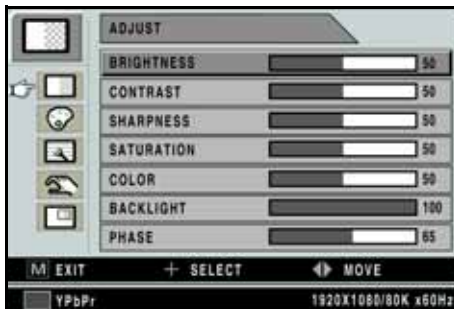 ADJUST
BRIGHTNESS 50
CONTRAST 50
SHARPNESS 50
SATURATION 50
COLOR 50
BACKLIGHT 100
PHASE 65
M EXIT + SELECT MOVE
YPbPr 1920X1080/80K x60Hz